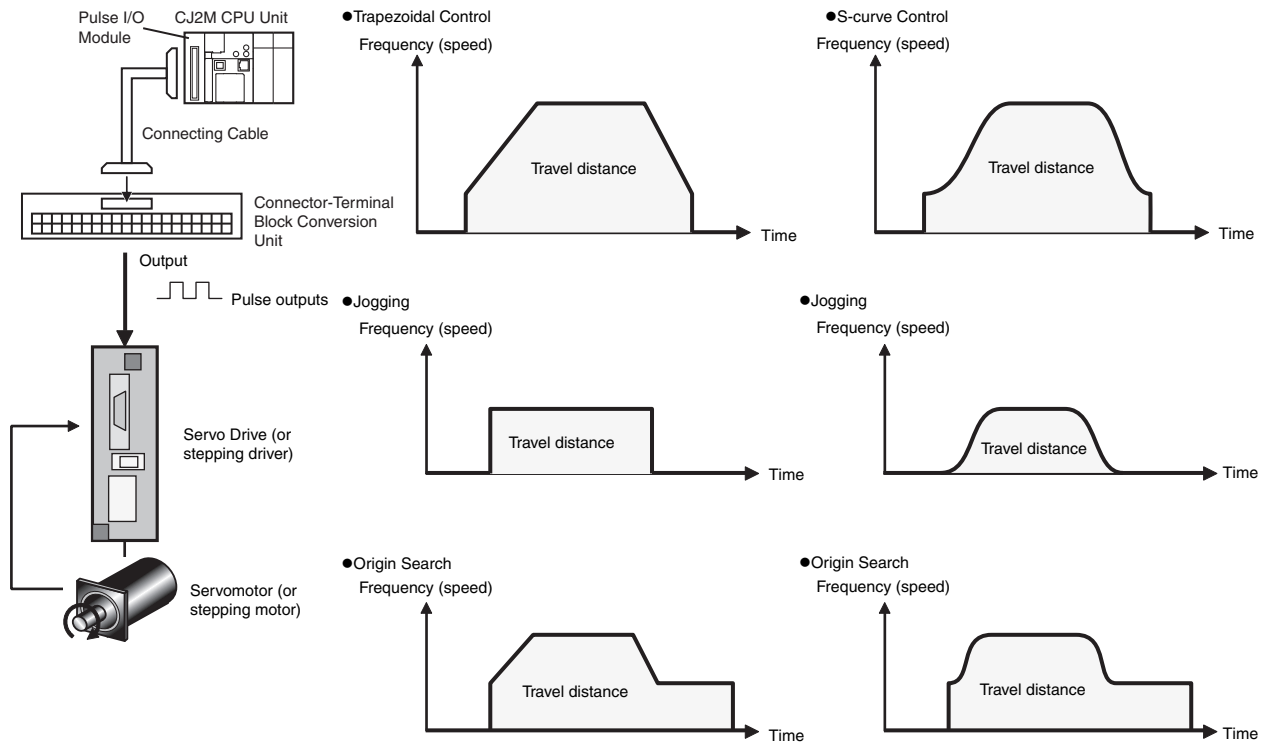 Pulse I/O
Module
CJ2M CPU Unit
Connecting Cable
Connector-Terminal
Block Conversion
Unit
Output
Pulse outputs
Servo Drive (or
stepping driver)
Servomotor (or
stepping motor)
●Trapezoidal Control
Frequency (speed)
Travel distance
Time
●S-curve Control
Frequency (speed)
Travel distance
Time
●Jogging
Frequency (speed)
Travel distance
Time
●Jogging
Frequency (speed)
Travel distance
Time
●Origin Search
Frequency (speed)
Travel distance
Time
●Origin Search
Frequency (speed)
Travel distance
Time